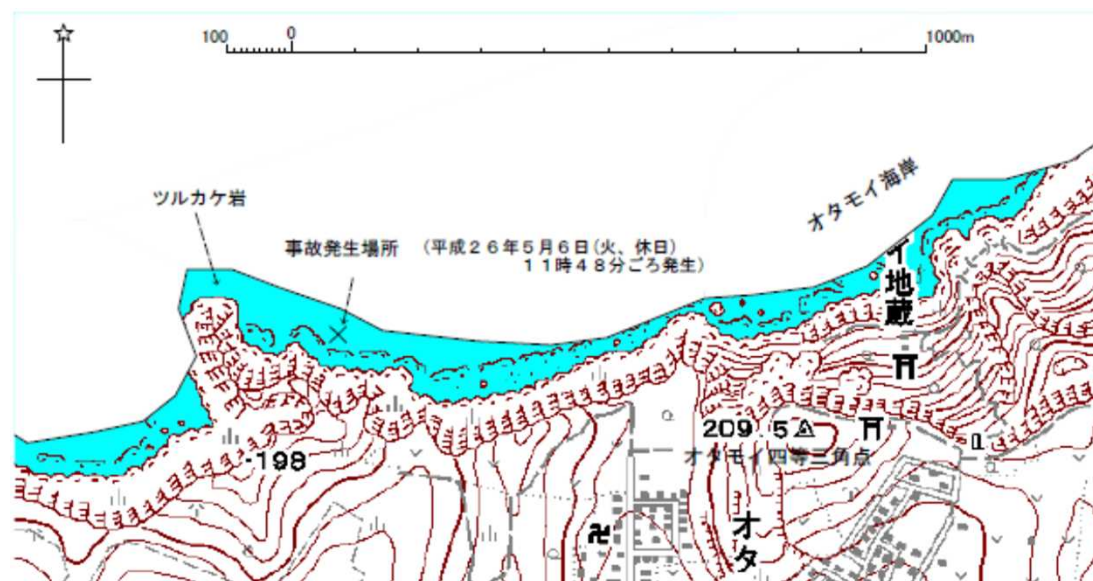 100 0 1000m
ツルカケ岩
オタモイ海岸
事故発生場所 (平成26年5月6日(火、休日)
11時48分ごろ発生)
イ地蔵
209.5
オタモイ四等三角点
198
オタ